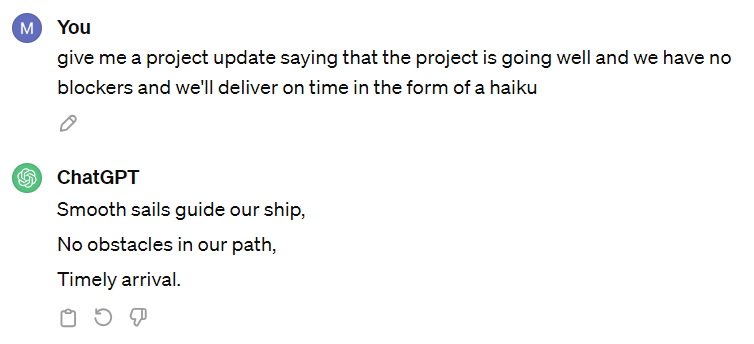 M You
give me a project update saying that the project is going well and we have no
blockers and we'll deliver on time in the form of a haiku
ChatGPT
Smooth sails guide our ship,
No obstacles in our path,
Timely arrival.